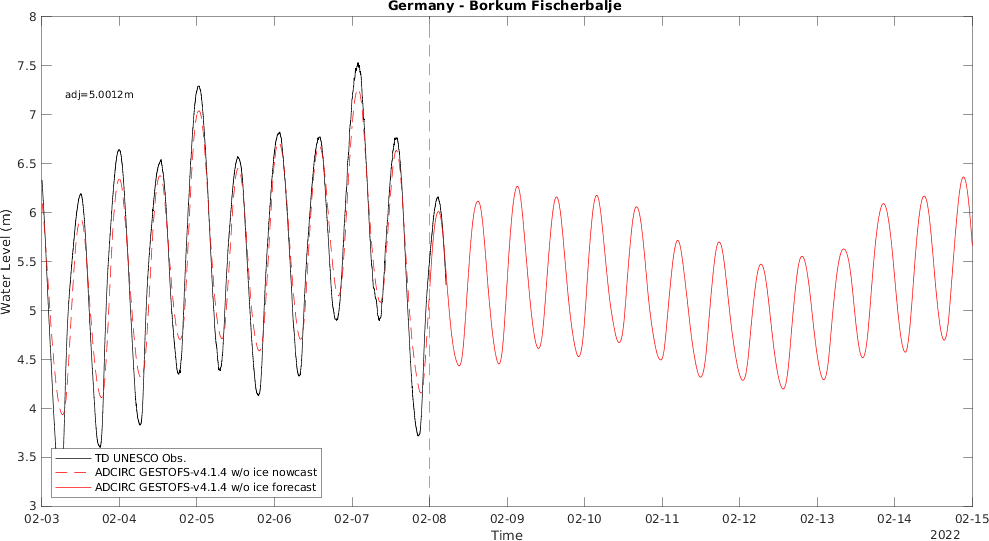 Germany - Borkum Fischerbalje
8
7.5
7
6.5
6
5.5
5
4.5
4
3.5
3
Water Level (m)
adj=5.0012m
TD UNESCO Obs.
ADCIRC GESTOFS-v4.1.4 w/o ice nowcast
ADCIRC GESTOFS-v4.1.4 w/o ice forecast
02-03 02-04 02-05 02-06 02-07 02-08 02-09 02-10 02-11 02-12 02-13 02-14 02-15
Time
2022